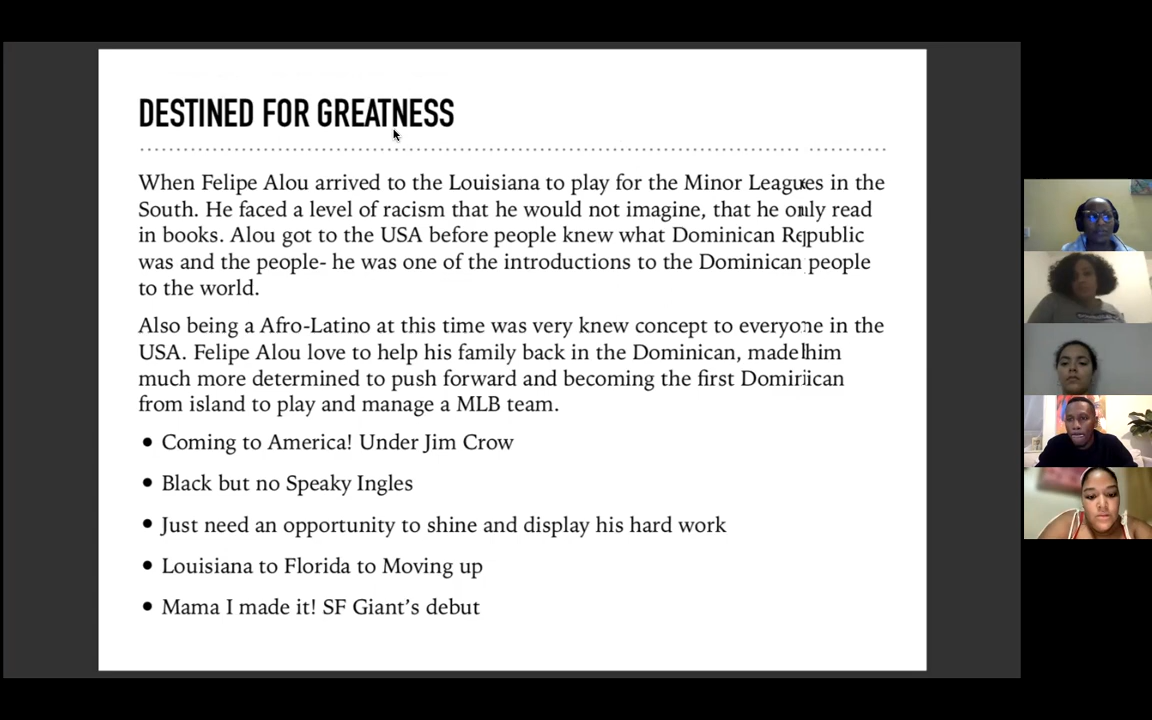 DESTINED FOR GREATNESS
When Felipe Alou arrived to the Louisiana to play for the Minor Leagues in the
South. He faced a level of racism that he would not imagine, that he only read
in books. Alou got to the USA before people knew what Dominican Republic
was and the people- he was one of the introductions to the Dominican people
to the world.
Also being a Afro-Latino at this time was very knew concept to everyone in the
USA. Felipe Alou love to help his family back in the Dominican, made him
much more determined to push forward and becoming the first Dominican
from island to play and manage a MLB team.
• Coming to America! Under Jim Crow
• Black but no Speaky Ingles
• Just need an opportunity to shine and display his hard work
• Louisiana to Florida to Moving up
• Mama I made it! SF Giant’s debut